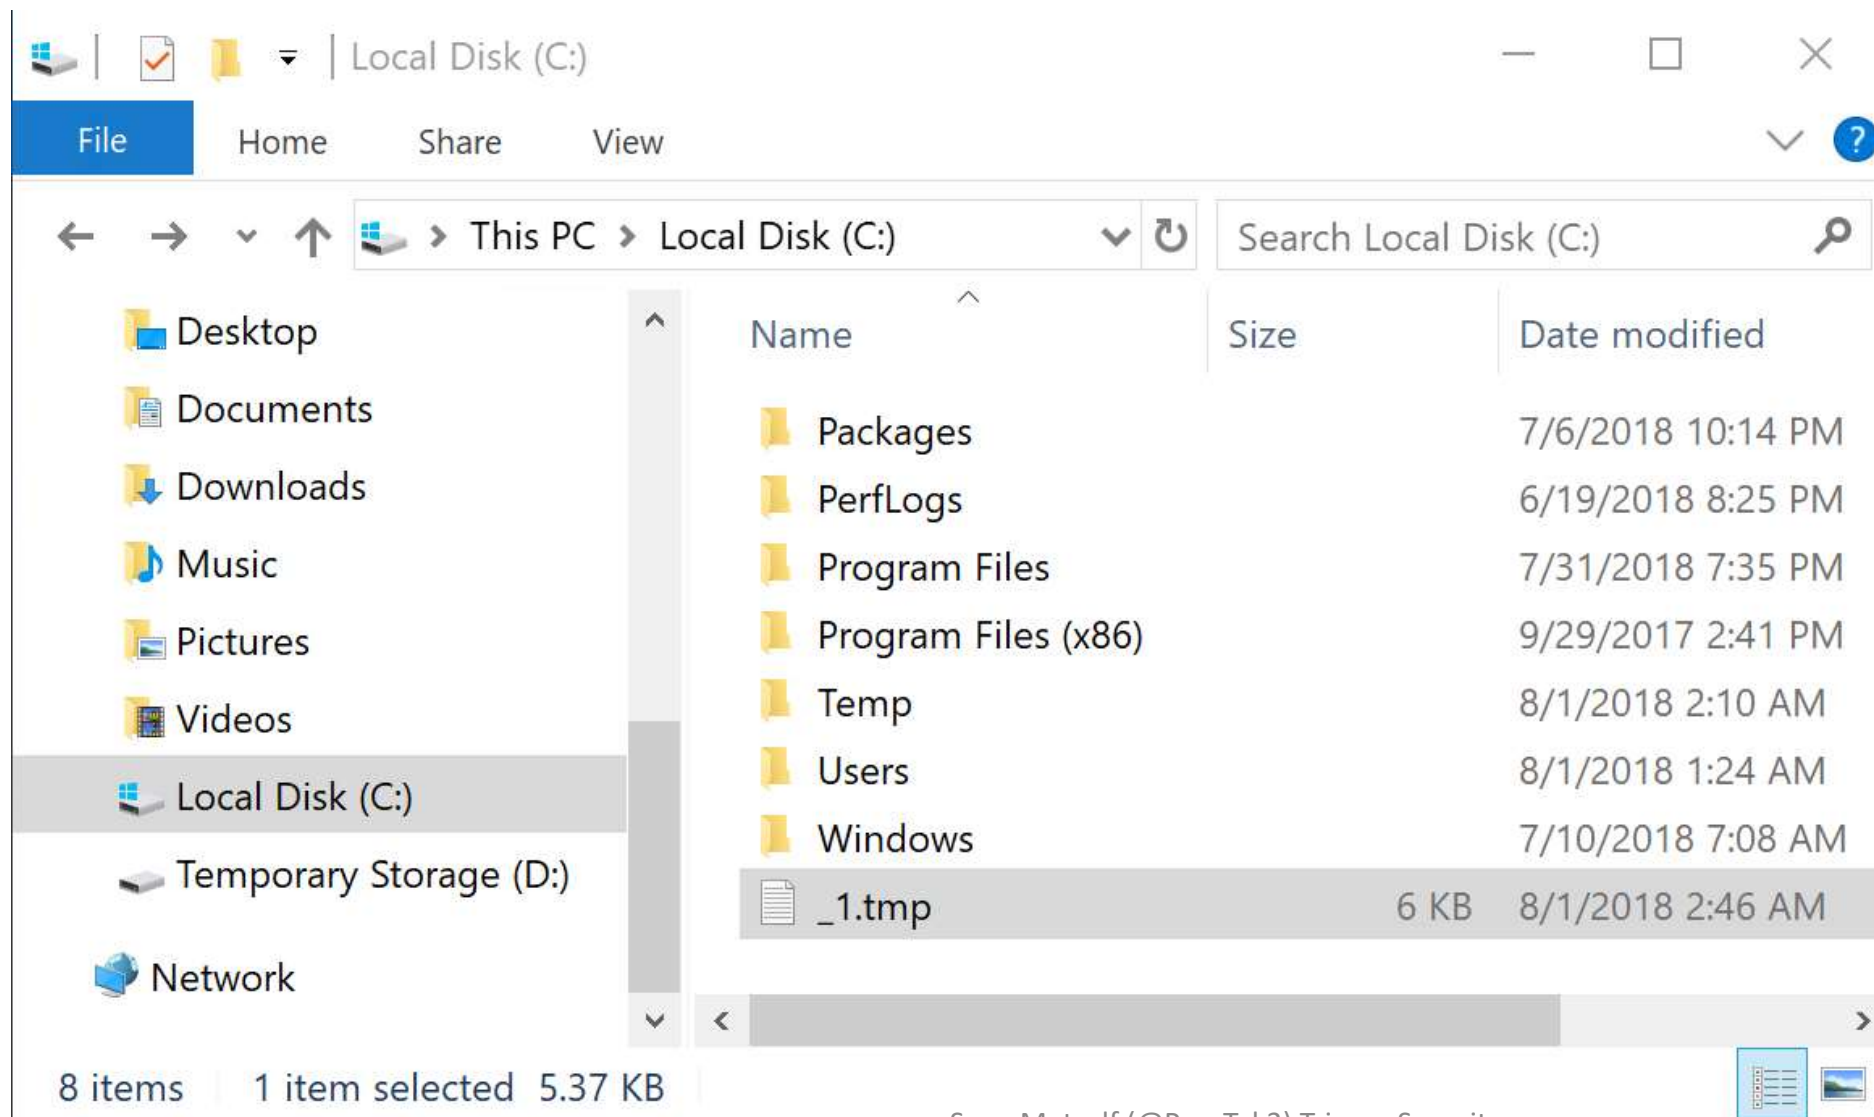 Local Disk (C:)
File Home Share View
This PC > Local Disk (C:) Search Local Disk (C:)
Desktop
Documents
Downloads
Music
Pictures
Videos
Local Disk (C:)
Temporary Storage (D:)
Network
Name Size Date modified
Packages 7/6/2018 10:14 PM
PerfLogs 6/19/2018 8:25 PM
Program Files 7/31/2018 7:35 PM
Program Files (x86) 9/29/2017 2:41 PM
Temp 8/1/2018 2:10 AM
Users 8/1/2018 1:24 AM
Windows 7/10/2018 7:08 AM
_1.tmp 6 KB 8/1/2018 2:46 AM
8 items 1 item selected 5.37 KB